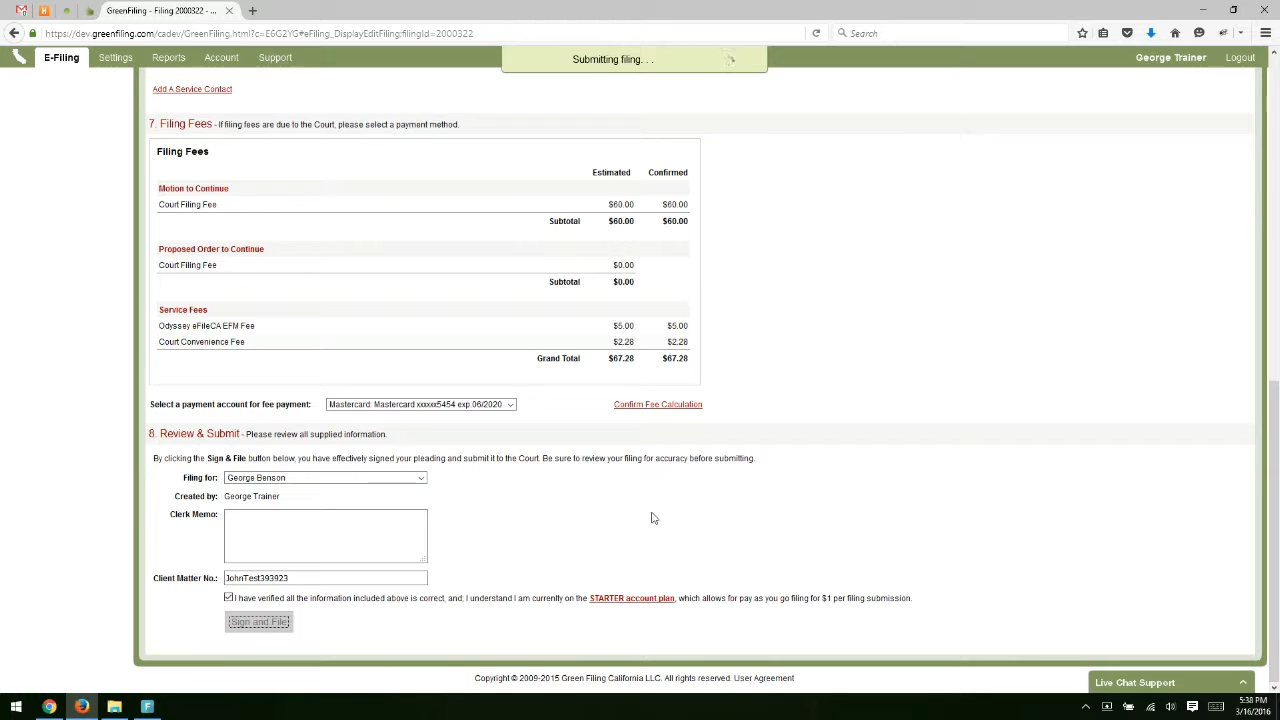 GreenFiling - Filing 2000322 - ...
https://dev.greenfiling.com/cadev/GreenFiling.html?c=E6G2YG#eFiling_DisplayEditFiling:filingId=2000322
Search
E-Filing Settings Reports Account Support
Submitting filing. . .
George Trainer Logout
Add A Service Contact
7. Filing Fees - If filing fees are due to the Court, please select a payment method.
Filing Fees
Estimated Confirmed
Motion to Continue
Court Filing Fee $60.00 $60.00
Subtotal $60.00 $60.00
Proposed Order to Continue
Court Filing Fee $0.00
Subtotal $0.00
Service Fees
Odyssey eFileCA EFM Fee $5.00 $5.00
Court Convenience Fee $2.28 $2.28
Grand Total $67.28 $67.28
Select a payment account for fee payment: Mastercard: Mastercard xxxxxx5454 exp.06/2020 Confirm Fee Calculation
8. Review & Submit - Please review all supplied information.
By clicking the Sign & File button below, you have effectively signed your pleading and submit it to the Court. Be sure to review your filing for accuracy before submitting.
Filing for: George Benson
Created by: George Trainer
Clerk Memo:
Client Matter No.: JohnTest393923
I have verified all the information included above is correct, and; I understand I am currently on the STARTER account plan, which allows for pay as you go filing for $1 per filing submission.
Sign and File
Copyright © 2009-2015 Green Filing California LLC. All rights reserved. User Agreement
Live Chat Support
5:38 PM
3/16/2016